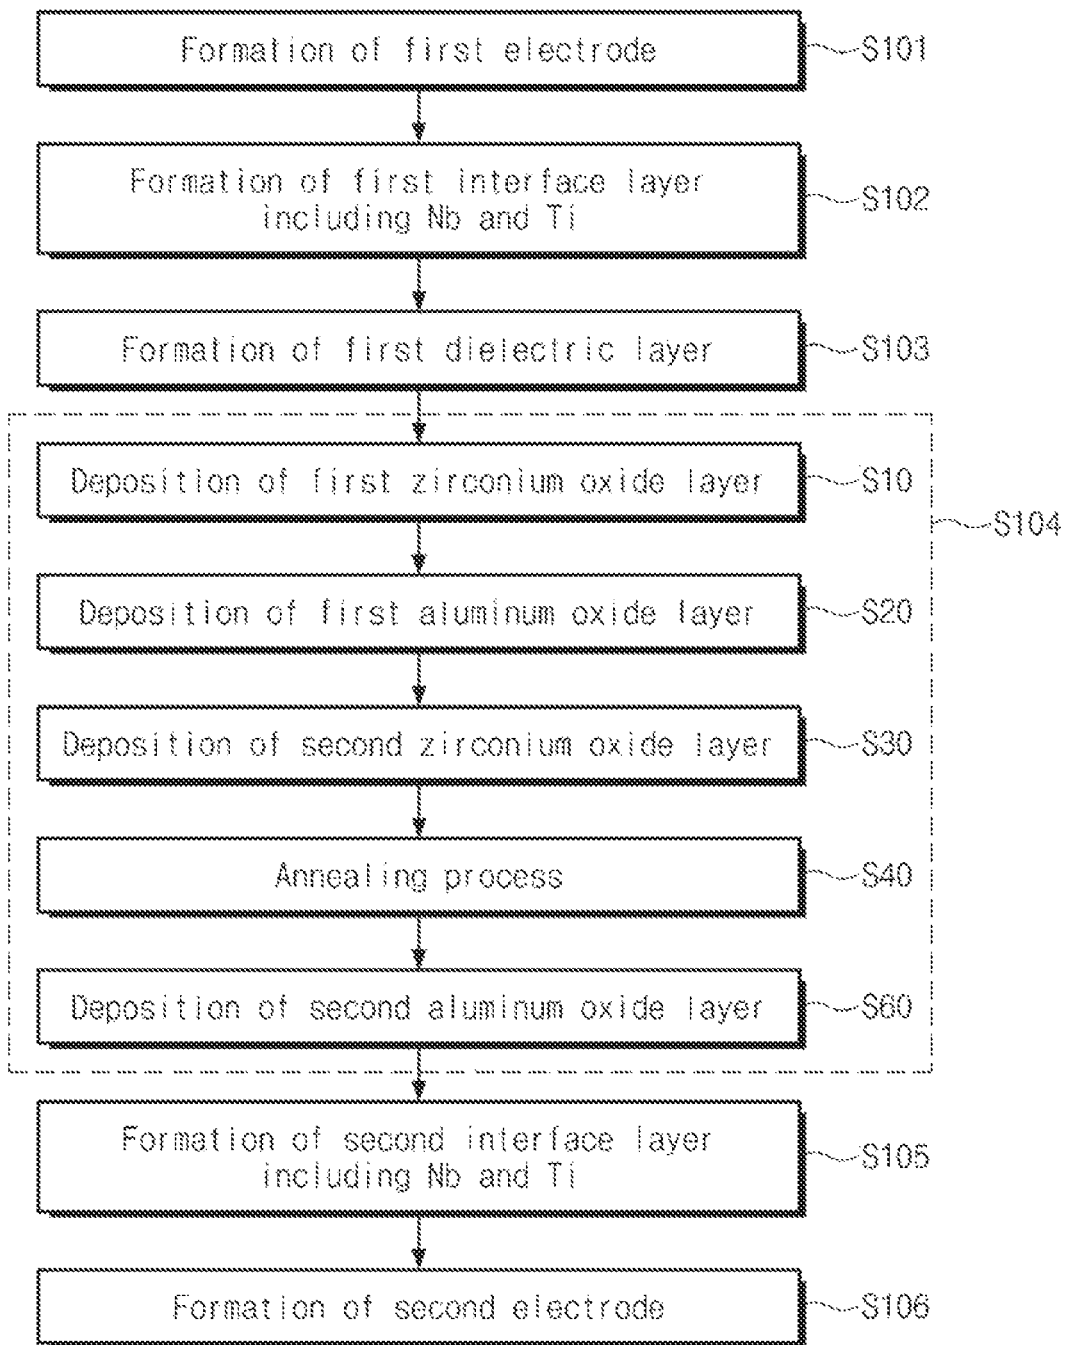 Formation of first electrode
S101
Formation of first interface layer
including Nb and Ti
S102
Formation of first dielectric layer
S103
Deposition of first zirconium oxide layer
S10
S104
Deposition of first aluminum oxide layer
S20
Deposition of second zirconium oxide layer
S30
Annealing process
S40
Deposition of second aluminum oxide layer
S60
Formation of second interface layer
including Nb and Ti
S105
Formation of second electrode
S106